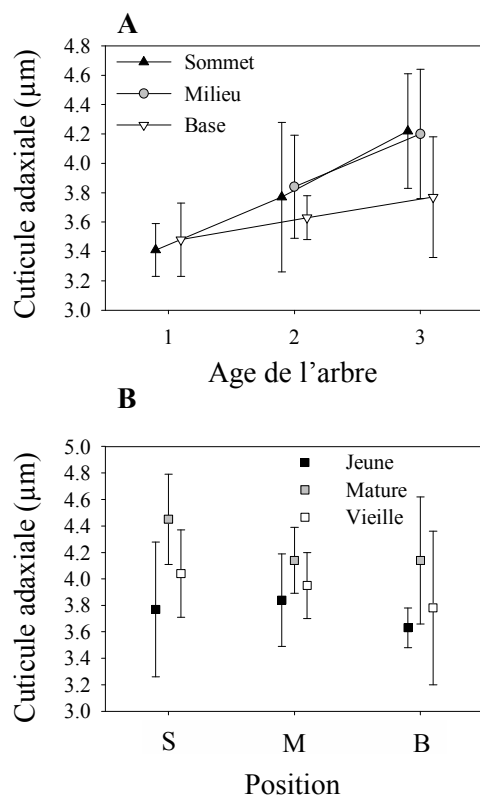 A
4.8
4.6
4.4
4.2
4.0
3.8
3.6
3.4
3.2
3.0
Cuticule adaxiale (µm)
Sommet
Milieu
Base
1 2 3
Age de l’arbre
B
5.0
4.8
4.6
4.4
4.2
4.0
3.8
3.6
3.4
3.2
3.0
Cuticule adaxiale (µm)
Jeune
Mature
Vieille
S M B
Position